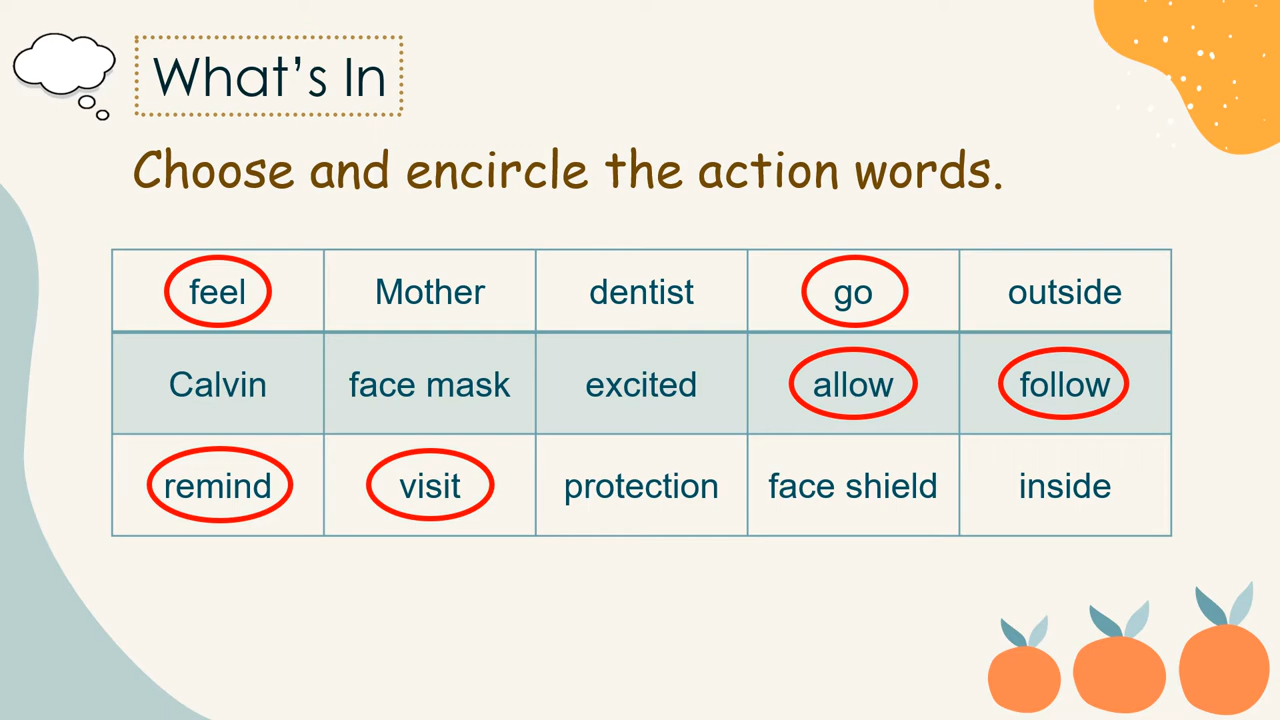 What's In
Choose and encircle the action words.
feel Mother dentist go outside
Calvin face mask excited allow follow
remind visit protection face shield inside